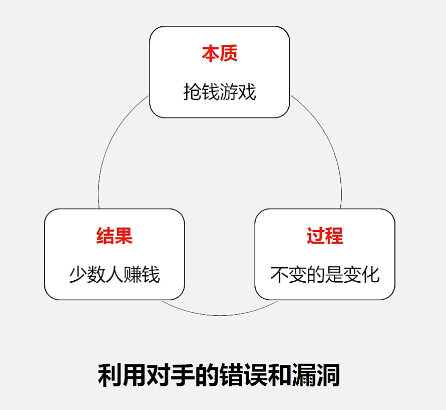 本质
抢钱游戏
结果
少数人赚钱
过程
不变的是变化
利用对手的错误和漏洞